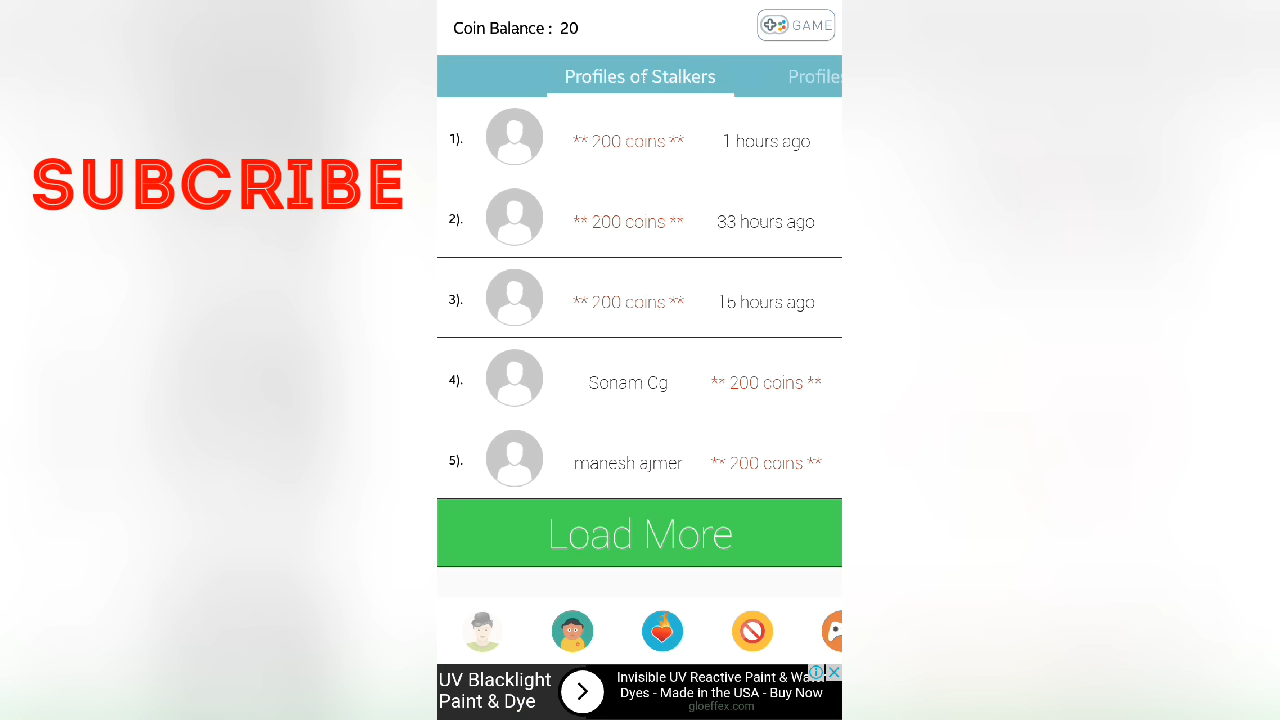 Coin Balance : 20
GAME
Profiles of Stalkers
Profiles
SUBCRIBE
1). ** 200 coins ** 1 hours ago
2). ** 200 coins ** 33 hours ago
3). ** 200 coins ** 15 hours ago
4). Sonam Cg ** 200 coins **
5). manesh ajmer ** 200 coins **
Load More
UV Blacklight
Paint & Dye
Invisible UV Reactive Paint & Water
Dyes - Made in the USA - Buy Now
gloeffex.com